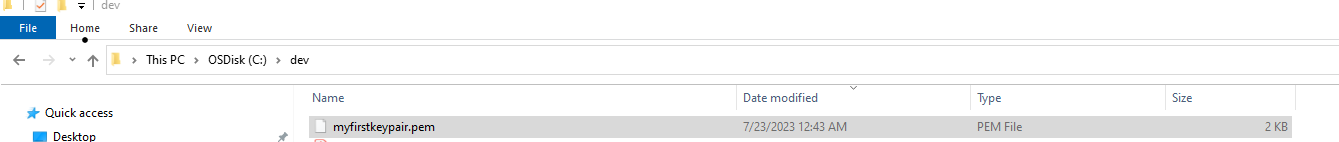 dev
File Home Share View
This PC OSDisk (C:) dev
Name Date modified Type Size
Quick access
myfirstkeypair.pem 7/23/2023 12:43 AM PEM File 2 KB
Desktop